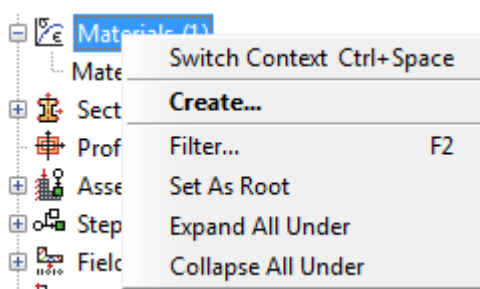 Materials (1)
Switch Context Ctrl+Space
Mate
Create...
Sect
Prof
Filter... F2
Asse
Set As Root
Step
Expand All Under
Field
Collapse All Under